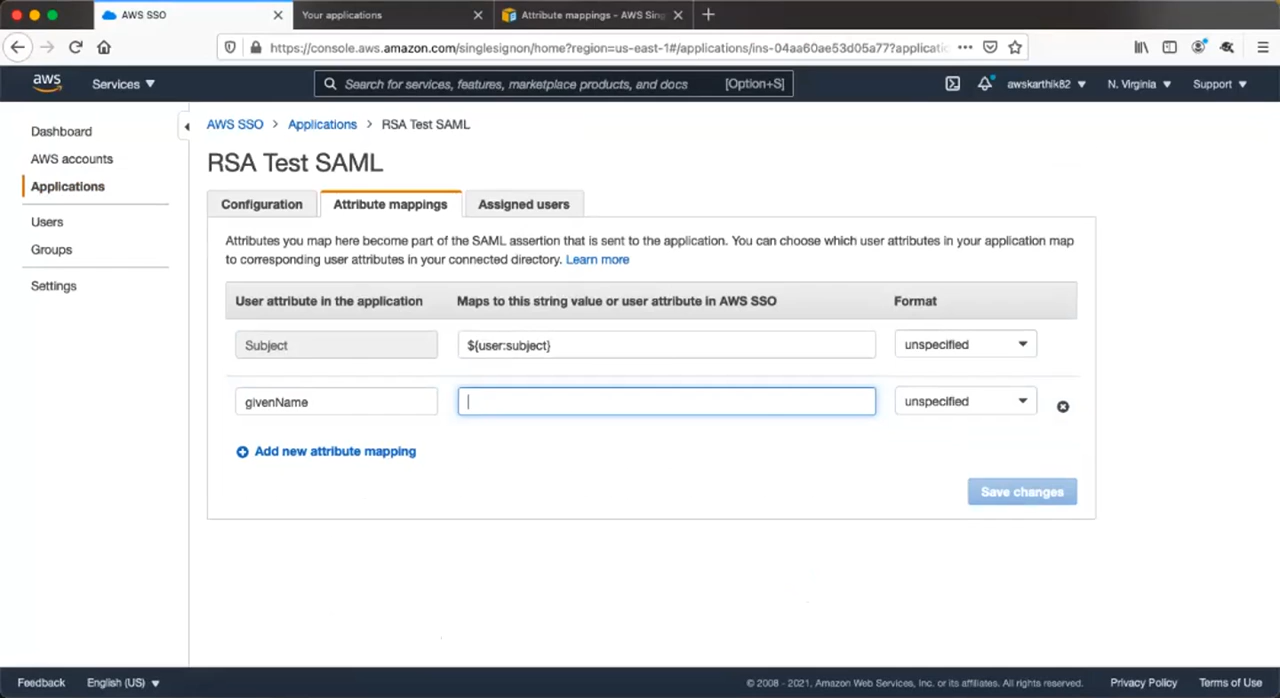 AWS SSO
Your applications
Attribute mappings - AWS Sing
https://console.aws.amazon.com/singlesignon/home?region=us-east-1#/applications/ins-04aa60ae53d05a77?applicatio
aws
Services
Search for services, features, marketplace products, and docs [Option+S]
awskarthik82
N. Virginia
Support
Dashboard
AWS accounts
Applications
Users
Groups
Settings
AWS SSO > Applications > RSA Test SAML
RSA Test SAML
Configuration
Attribute mappings
Assigned users
Attributes you map here become part of the SAML assertion that is sent to the application. You can choose which user attributes in your application map
to corresponding user attributes in your connected directory. Learn more
User attribute in the application
Maps to this string value or user attribute in AWS SSO
Format
Subject
${user:subject}
unspecified
givenName
unspecified
Add new attribute mapping
Save changes
Feedback
English (US)
© 2008 - 2021, Amazon Web Services, Inc. or its affiliates. All rights reserved.
Privacy Policy
Terms of Use